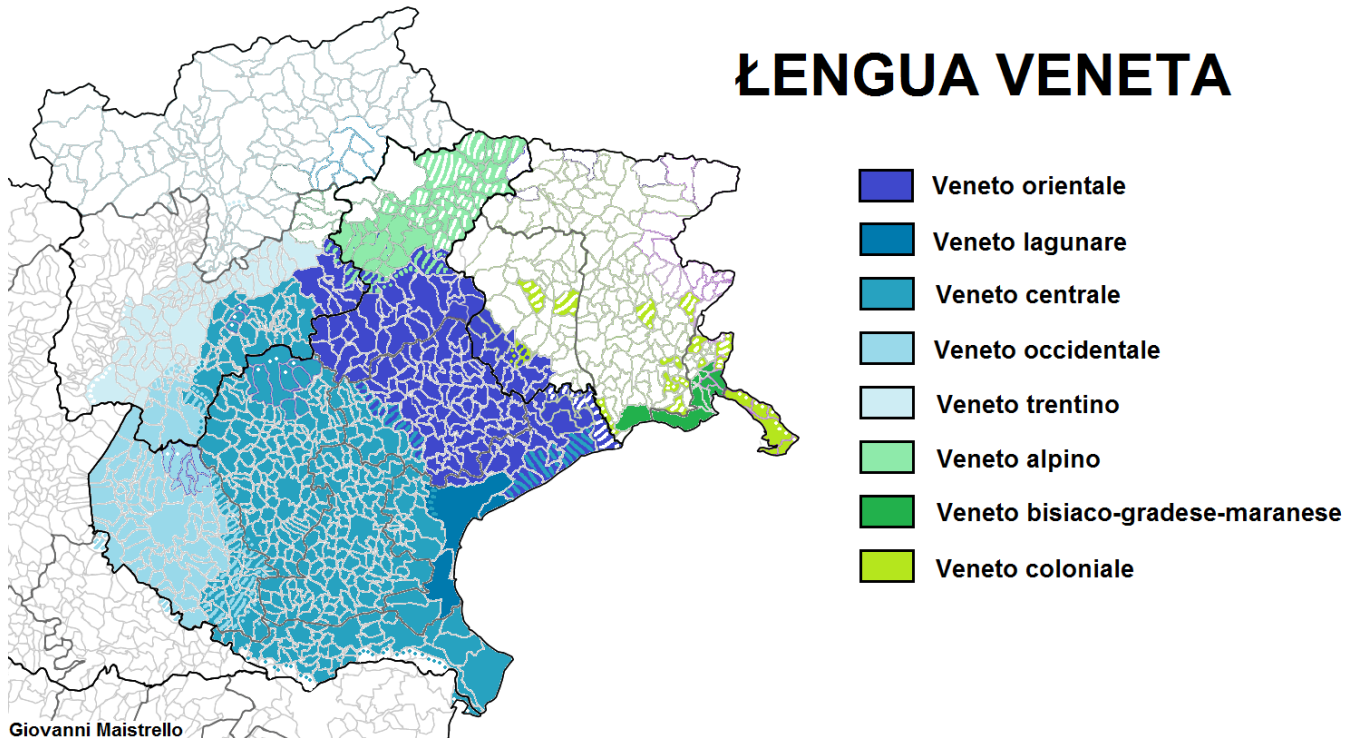 ŁENGUA VENETA
Veneto orientale
Veneto lagunare
Veneto centrale
Veneto occidentale
Veneto trentino
Veneto alpino
Veneto bisiaco-gradese-maranese
Veneto coloniale
Giovanni Maistrello